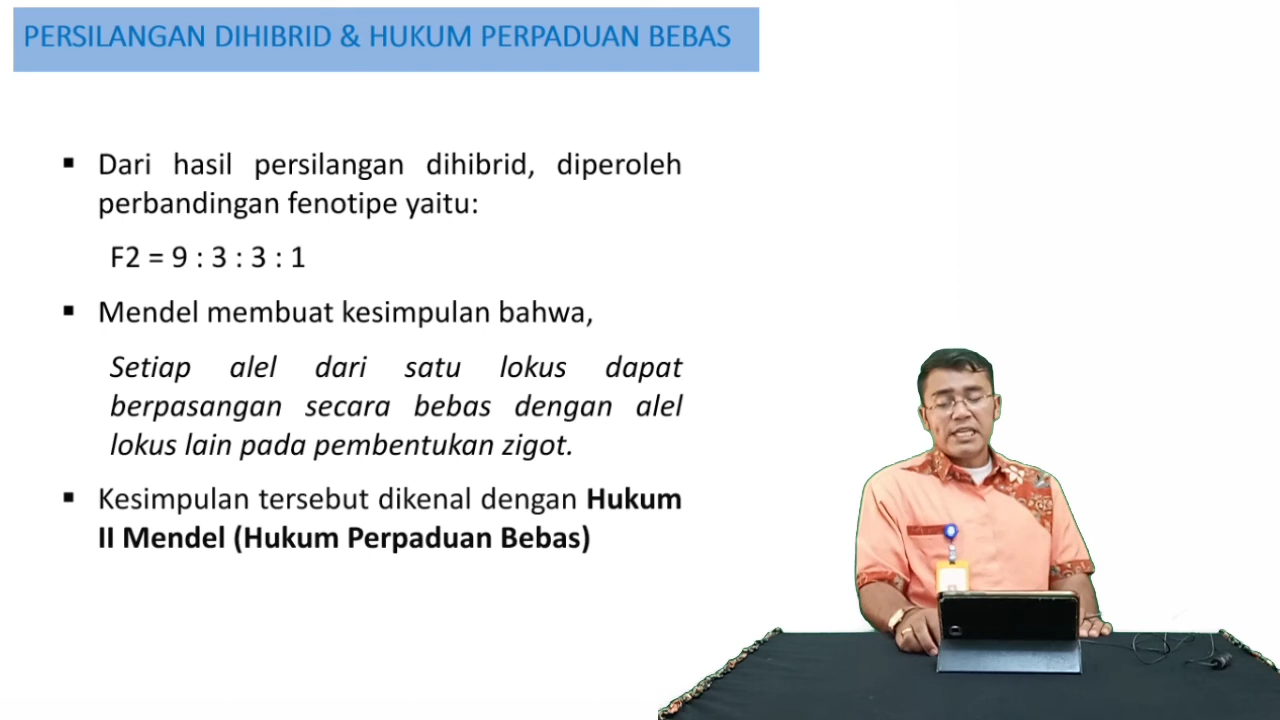 PERSILANGAN DIHIBRID & HUKUM PERPADUAN BEBAS
▪ Dari hasil persilangan dihibrid, diperoleh
perbandingan fenotipe yaitu:
F2 = 9 : 3 : 3 : 1
▪ Mendel membuat kesimpulan bahwa,
Setiap alel dari satu lokus dapat
berpasangan secara bebas dengan alel
lokus lain pada pembentukan zigot.
▪ Kesimpulan tersebut dikenal dengan Hukum
II Mendel (Hukum Perpaduan Bebas)